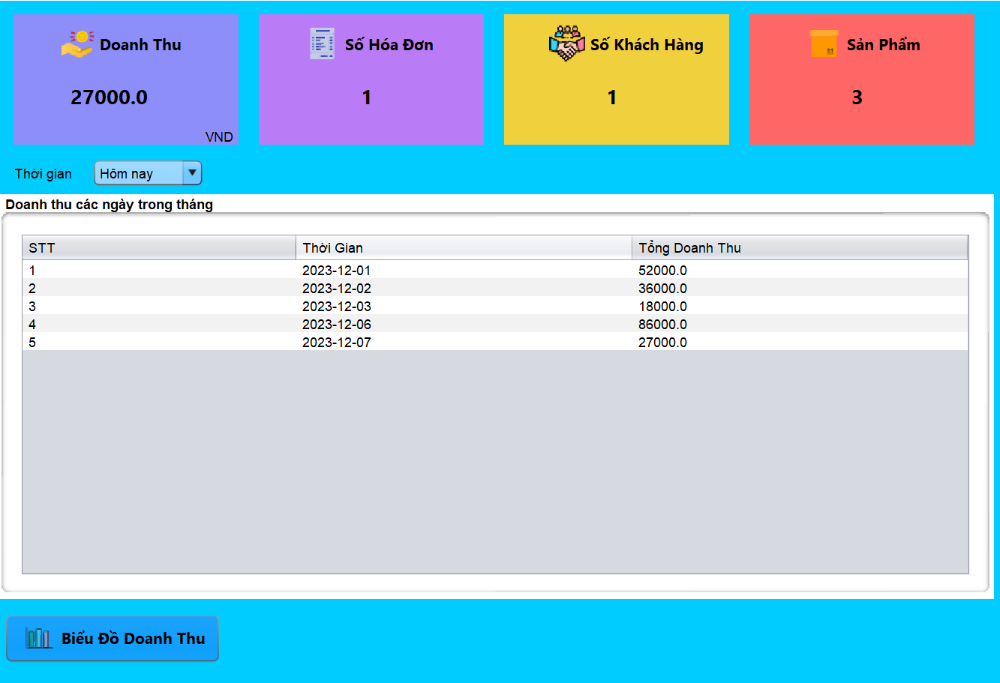 Doanh Thu Số Hóa Đơn Số Khách Hàng Sản Phẩm
27000.0 1 1 3
VND
Thời gian Hôm nay
Doanh thu các ngày trong tháng
STT Thời Gian Tổng Doanh Thu
1 2023-12-01 52000.0
2 2023-12-02 36000.0
3 2023-12-03 18000.0
4 2023-12-06 86000.0
5 2023-12-07 27000.0
Biểu Đồ Doanh Thu